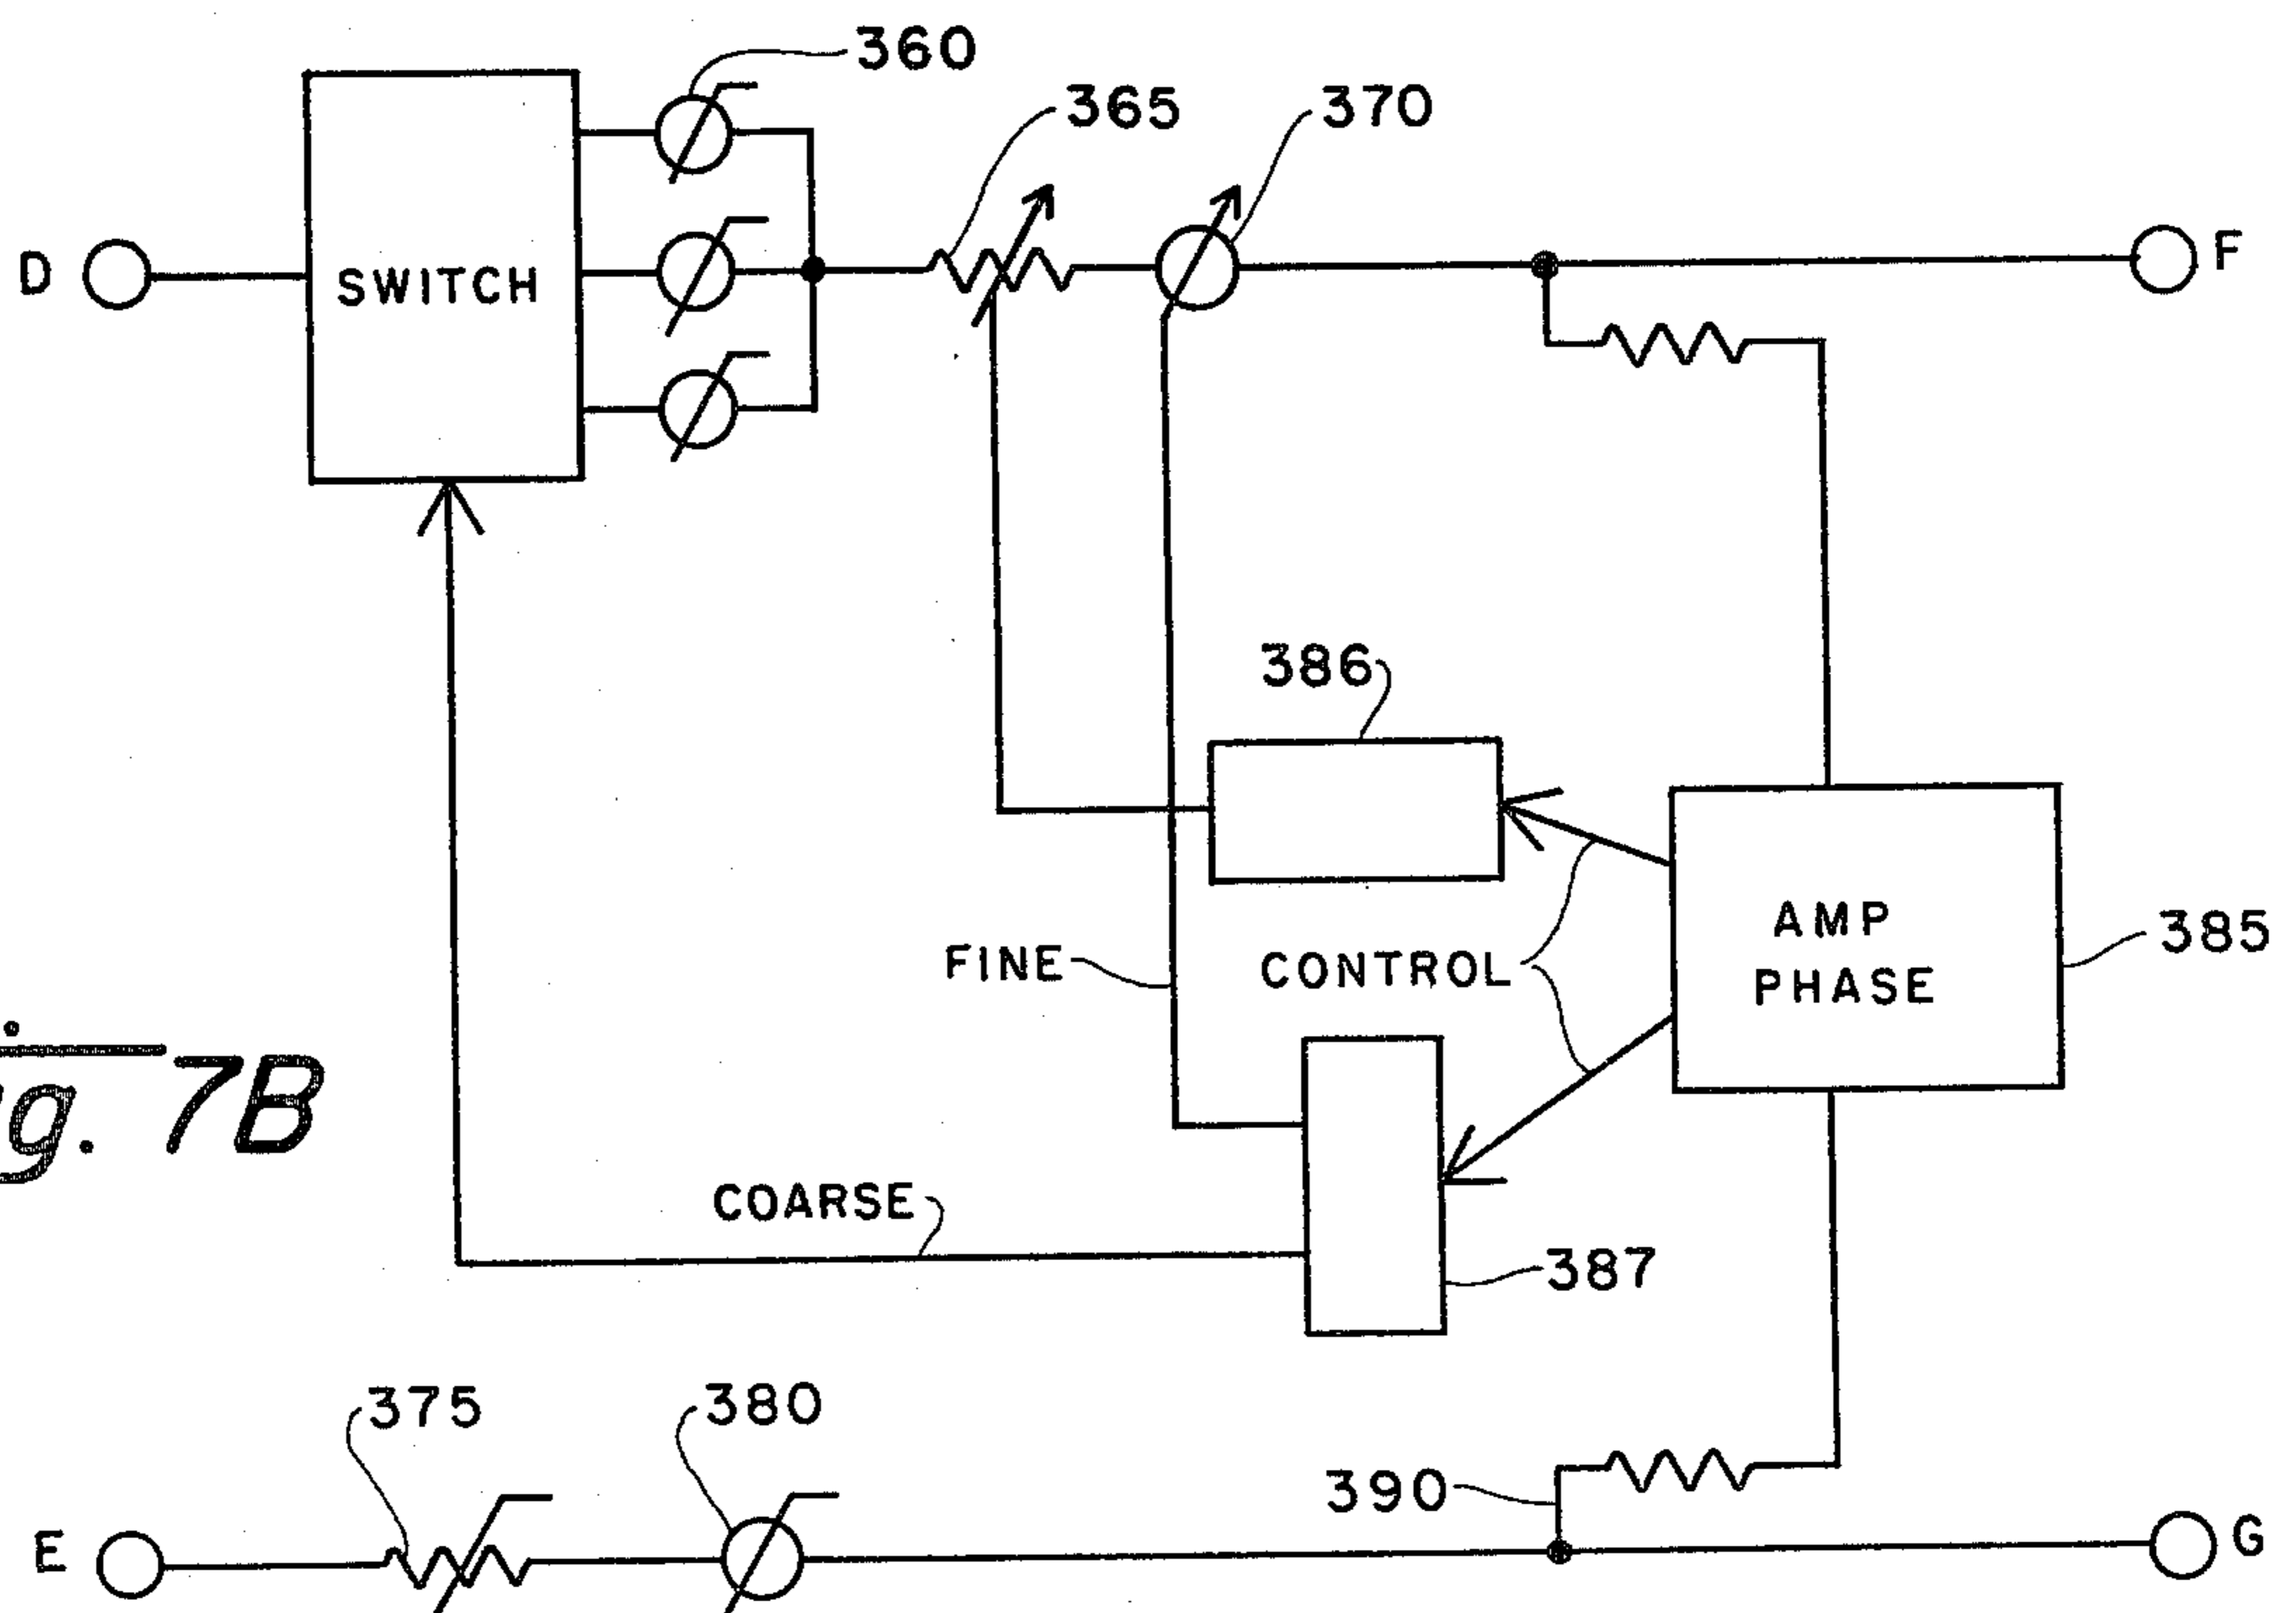 360
365
370
D
SWITCH
F
386
AMP
PHASE
385
FINE
CONTROL
g. 7B
COARSE
387
375
380
390
E
G